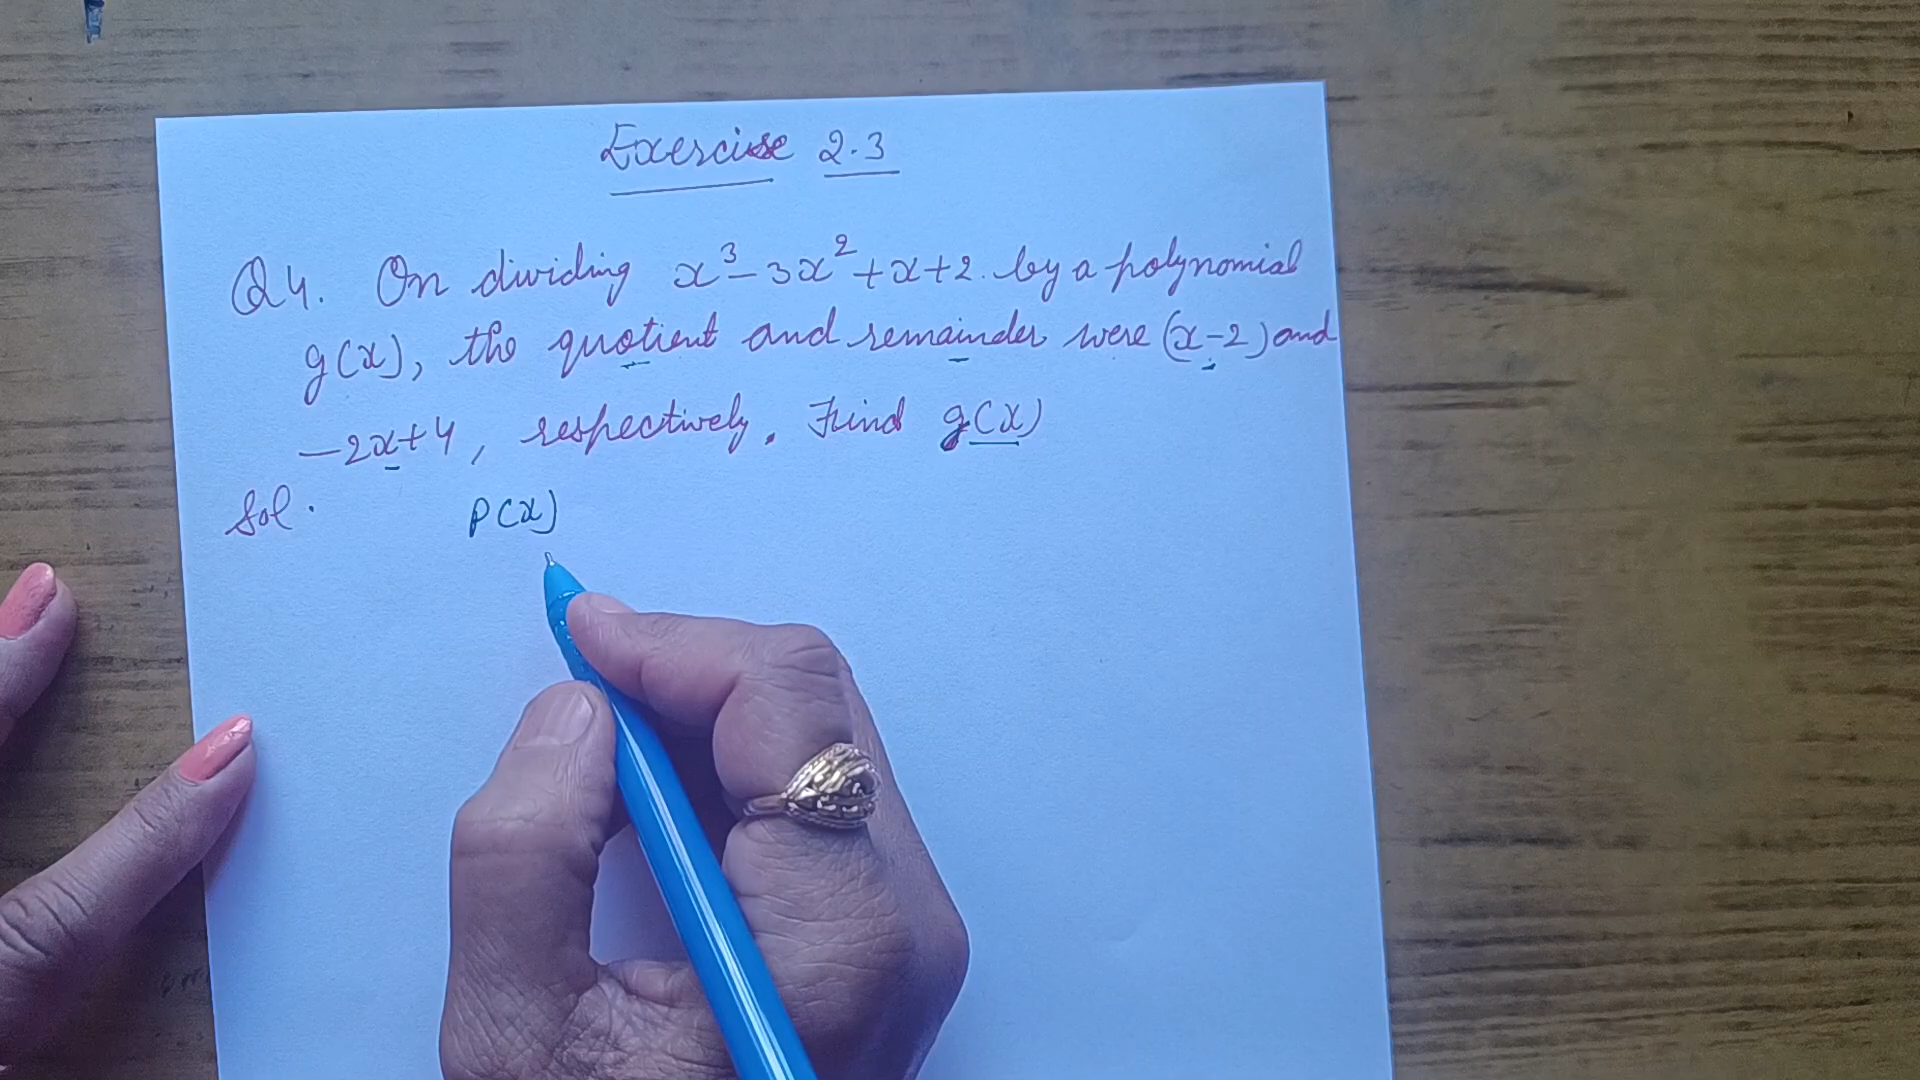 Exercise 2.3
Q4. On dividing x³-3x²+x+2. by a polynomial
g(x), the quotient and remainder were (x-2) and
-2x+4, respectively. Find g(x)
Sol. P(x)